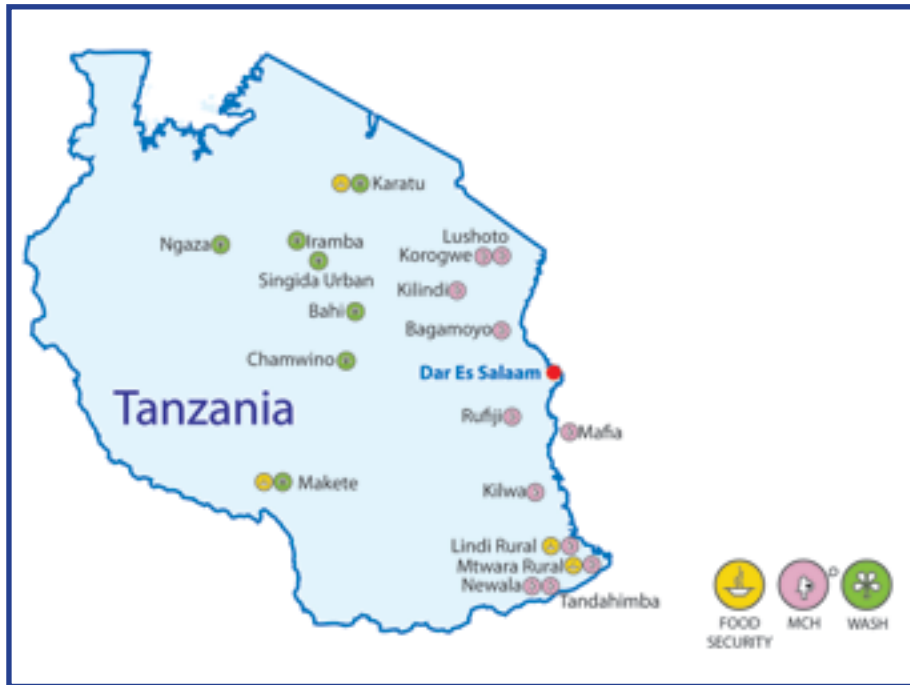 Karatu
Lushoto
Ngaza
Iramba
Korogwe
Singida Urban
Kilindi
Bahi
Bagamoyo
Chamwino
Dar Es Salaam
Tanzania
Rufiji
Mafia
Makete
Kilwa
Lindi Rural
Mtwara Rural
Newala
Tandahimba
FOOD
SECURITY
MCH
WASH